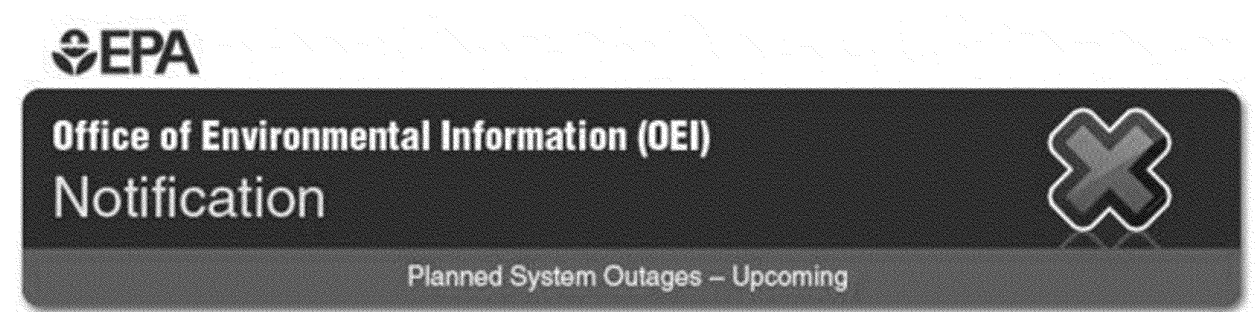 EPA
Office of Environmental Information (OEI)
Notification
Planned System Outages – Upcoming